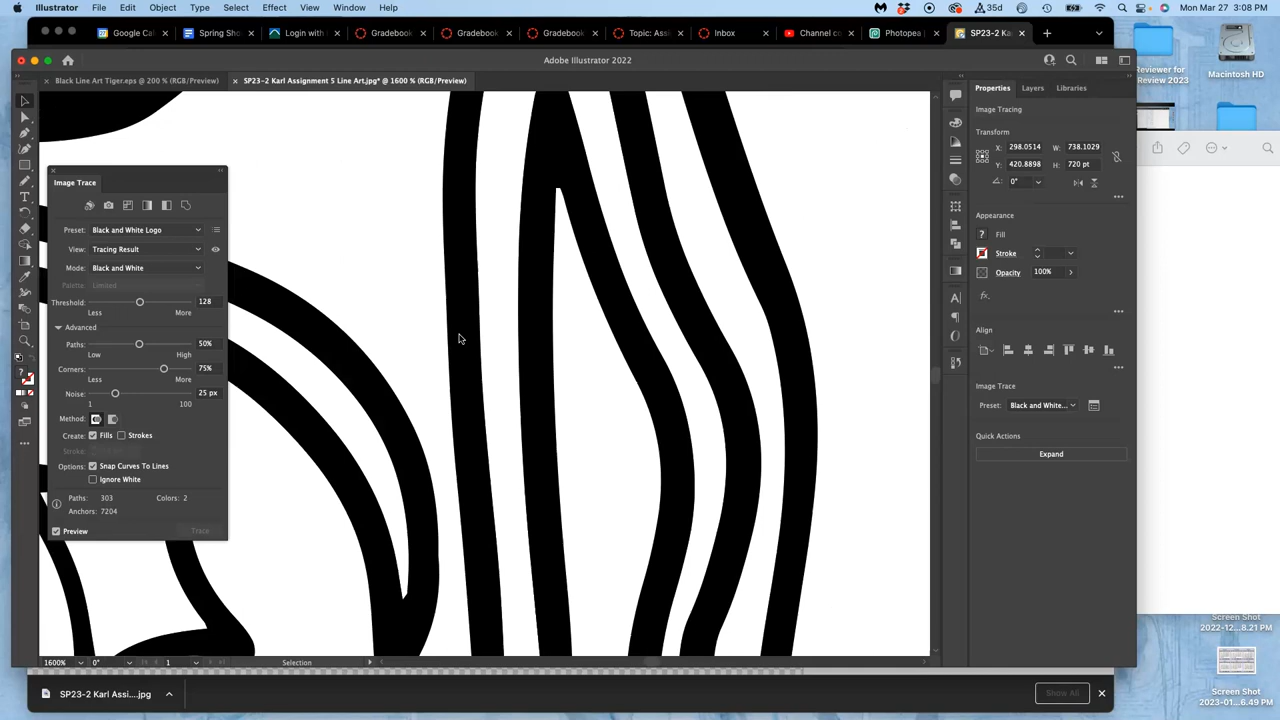 Illustrator File Edit Object Type Select Effect View Window Help 35d Mon Mar 27 3:08 PM
Google Cal Spring Sho Login with Gradebook Gradebook Gradebook Topic: Ass Inbox Channel co Photopea | SP23-2 Karl
Adobe Illustrator 2022
Black Line Art Tiger.eps @ 200 % (RGB/Preview) SP23-2 Karl Assignment 5 Line Art.jpg* @ 1600 % (RGB/Preview)
Properties Layers Libraries
Image Tracing
Transform
X: 298.0514 W: 738.1029
Y: 420.8898 H: 720 pt
0°
Appearance
? Fill
Stroke
Opacity 100%
fx.
Align
Image Trace
Preset: Black and White...
Quick Actions
Expand
Image Trace
Preset: Black and White Logo
View: Tracing Result
Mode: Black and White
Palette: Limited
Threshold: 128
Less More
Advanced
Paths: 50%
Low High
Corners: 75%
Less More
Noise: 25 px
1 100
Method:
Create: Fills Strokes
Stroke:
Options: Snap Curves To Lines
Ignore White
Paths: 303 Colors: 2
Anchors: 7204
Preview Trace
1600% 0° 1 Selection
SP23-2 Karl Assi....jpg Show All
Reviewer for
Review 2023
Macintosh HD
Screen Shot
2022-12...8.21 PM
Screen Shot
2023-01...6.49 PM